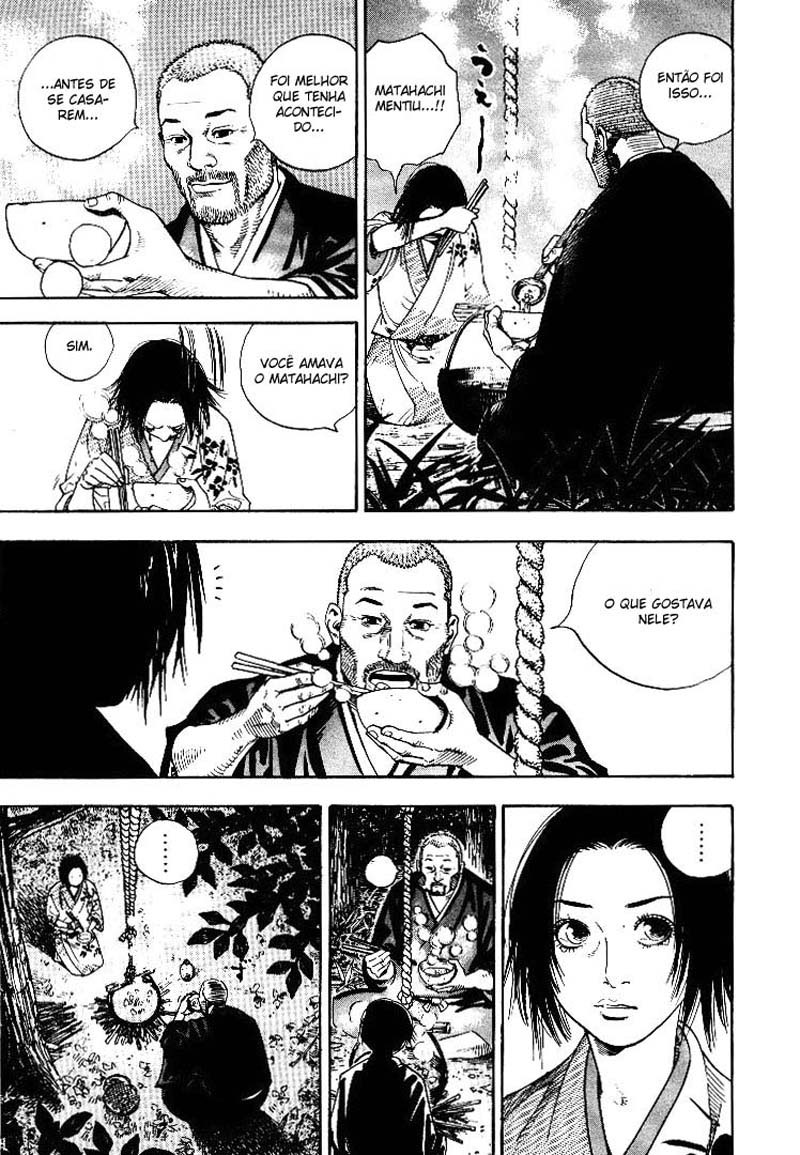 ENTÃO FOI
ISSO...
MATAHACHI
MENTIU...!!
FOI MELHOR
QUE TENHA
ACONTECI-
DO...
...ANTES DE
SE CASA-
REM...
VOCÊ AMAVA
O MATAHACHI?
SIM.
O QUE GOSTAVA
NELE?
.....
.....